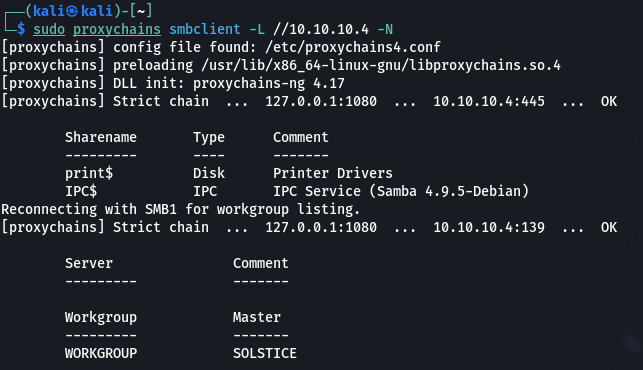 ┌──(kali㉿kali)-[~]
└─$ sudo proxychains smbclient -L //10.10.10.4 -N
[proxychains] config file found: /etc/proxychains4.conf
[proxychains] preloading /usr/lib/x86_64-linux-gnu/libproxychains.so.4
[proxychains] DLL init: proxychains-ng 4.17
[proxychains] Strict chain  ...  127.0.0.1:1080  ...  10.10.10.4:445  ...  OK
Sharename       Type      Comment
---------       ----      -------
print$          Disk      Printer Drivers
IPC$            IPC       IPC Service (Samba 4.9.5-Debian)
Reconnecting with SMB1 for workgroup listing.
[proxychains] Strict chain  ...  127.0.0.1:1080  ...  10.10.10.4:139  ...  OK
Server               Comment
---------            -------
Workgroup            Master
---------            -------
WORKGROUP            SOLSTICE